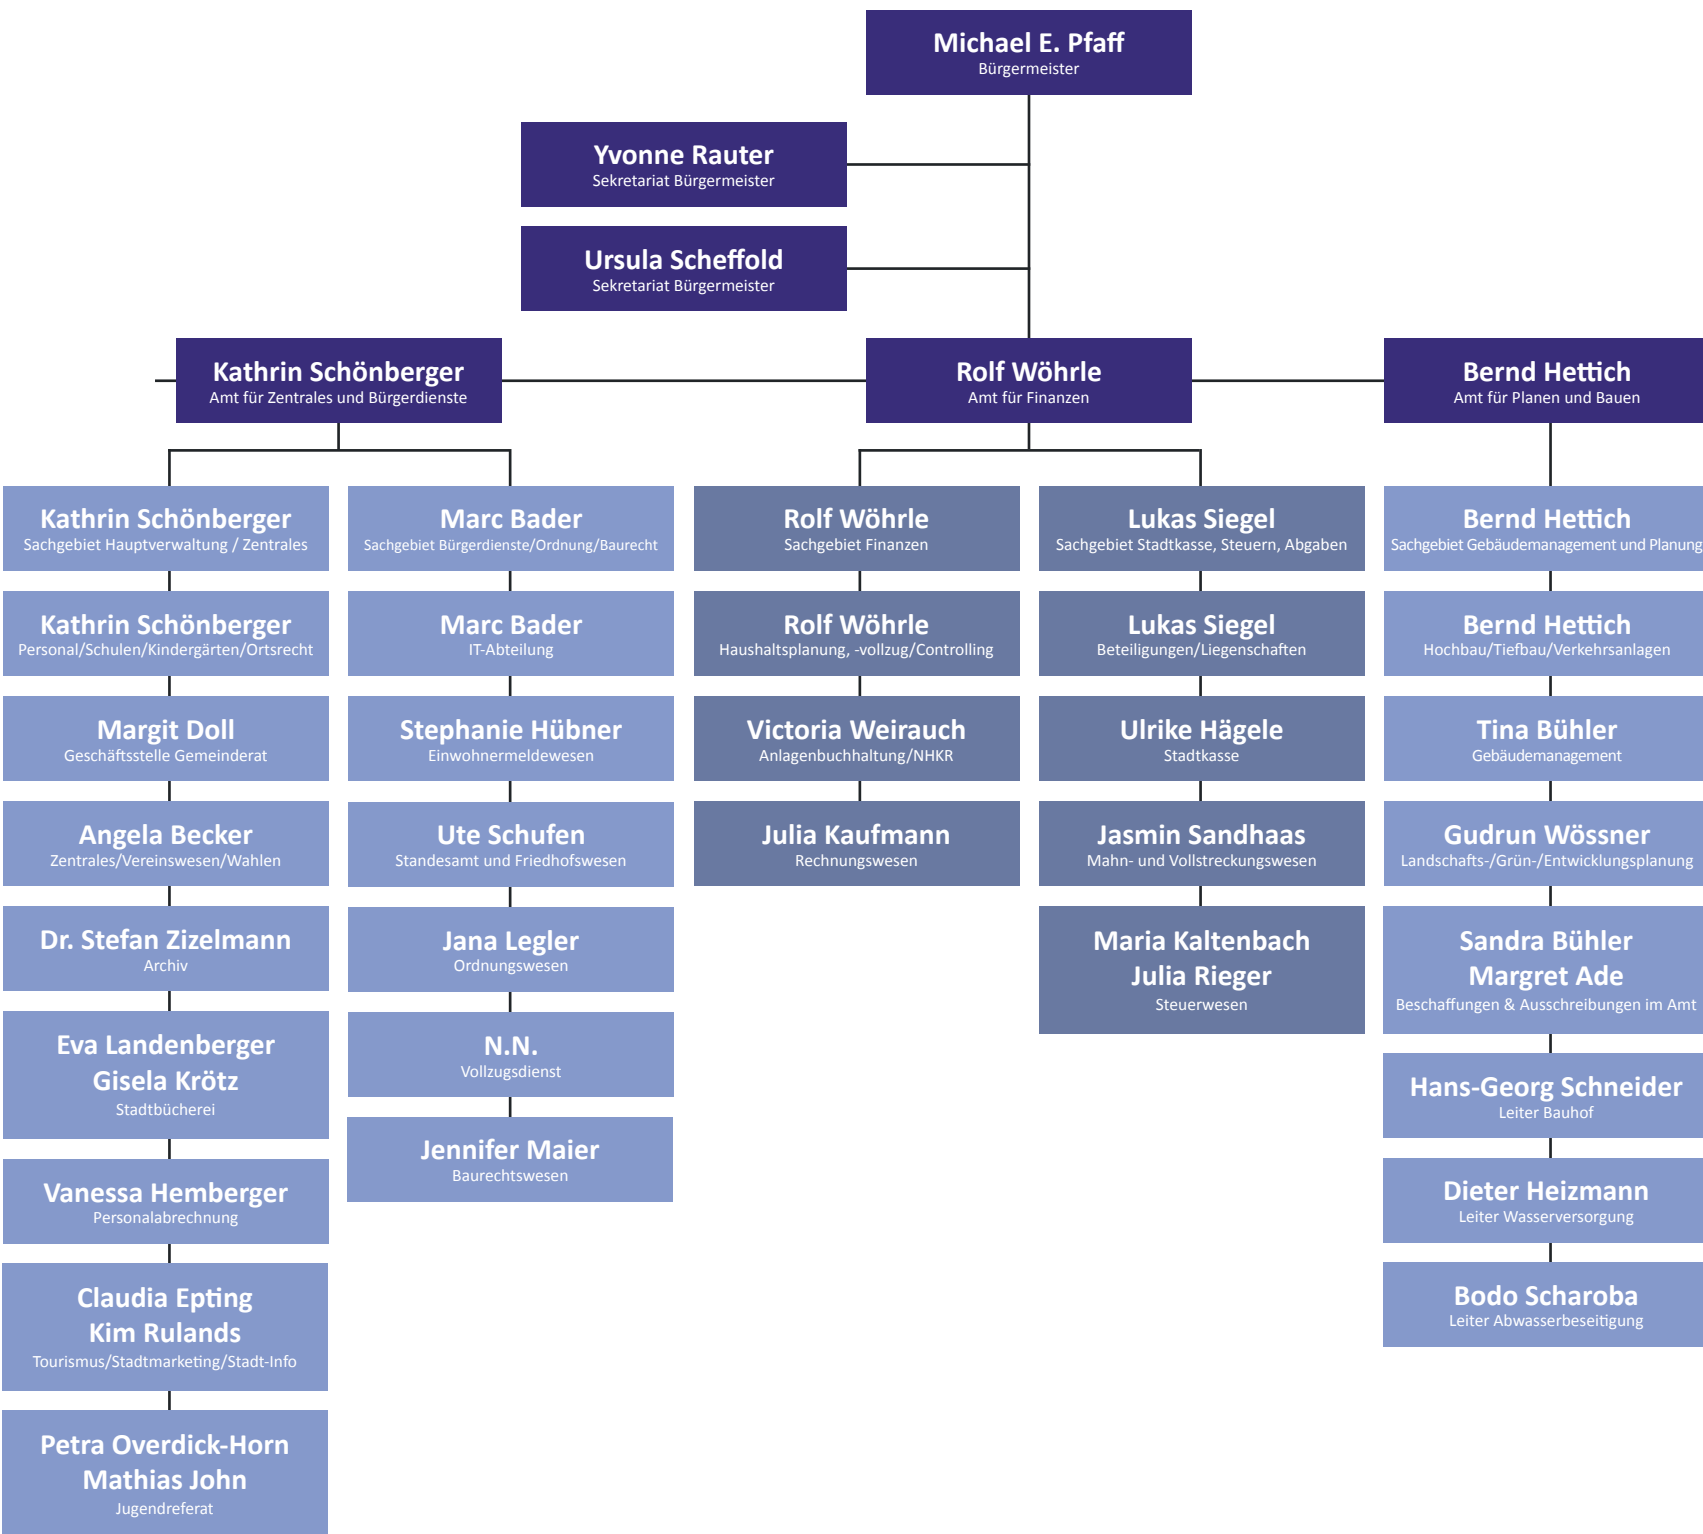 Michael E. Pfaff
Bürgermeister
Yvonne Rauter
Sekretariat Bürgermeister
Ursula Scheffold
Sekretariat Bürgermeister
Kathrin Schönberger
Amt für Zentrales und Bürgerdienste
Rolf Wöhrle
Amt für Finanzen
Bernd Hettich
Amt für Planen und Bauen
Kathrin Schönberger
Sachgebiet Hauptverwaltung / Zentrales
Kathrin Schönberger
Personal/Schulen/Kindergärten/Ortsrecht
Margit Doll
Geschäftsstelle Gemeinderat
Angela Becker
Zentrales/Vereinswesen/Wahlen
Dr. Stefan Zizelmann
Archiv
Eva Landenberger
Gisela Krötz
Stadtbücherei
Vanessa Hemberger
Personalabrechnung
Claudia Epting
Kim Rulands
Tourismus/Stadtmarketing/Stadt-Info
Petra Overdick-Horn
Mathias John
Jugendreferat
Marc Bader
Sachgebiet Bürgerdienste/Ordnung/Baurecht
Marc Bader
IT-Abteilung
Stephanie Hübner
Einwohnermeldewesen
Ute Schufen
Standesamt und Friedhofswesen
Jana Legler
Ordnungswesen
N.N.
Vollzugsdienst
Jennifer Maier
Baurechtswesen
Rolf Wöhrle
Sachgebiet Finanzen
Rolf Wöhrle
Haushaltsplanung, -vollzug/Controlling
Victoria Weirauch
Anlagenbuchhaltung/NHKR
Julia Kaufmann
Rechnungswesen
Lukas Siegel
Sachgebiet Stadtkasse, Steuern, Abgaben
Lukas Siegel
Beteiligungen/Liegenschaften
Ulrike Hägele
Stadtkasse
Jasmin Sandhaas
Mahn- und Vollstreckungswesen
Maria Kaltenbach
Julia Rieger
Steuerwesen
Bernd Hettich
Sachgebiet Gebäudemanagement und Planung
Bernd Hettich
Hochbau/Tiefbau/Verkehrsanlagen
Tina Bühler
Gebäudemanagement
Gudrun Wössner
Landschafts-/Grün-/Entwicklungsplanung
Sandra Bühler
Margret Ade
Beschaffungen & Ausschreibungen im Amt
Hans-Georg Schneider
Leiter Bauhof
Dieter Heizmann
Leiter Wasserversorgung
Bodo Scharoba
Leiter Abwasserbeseitigung